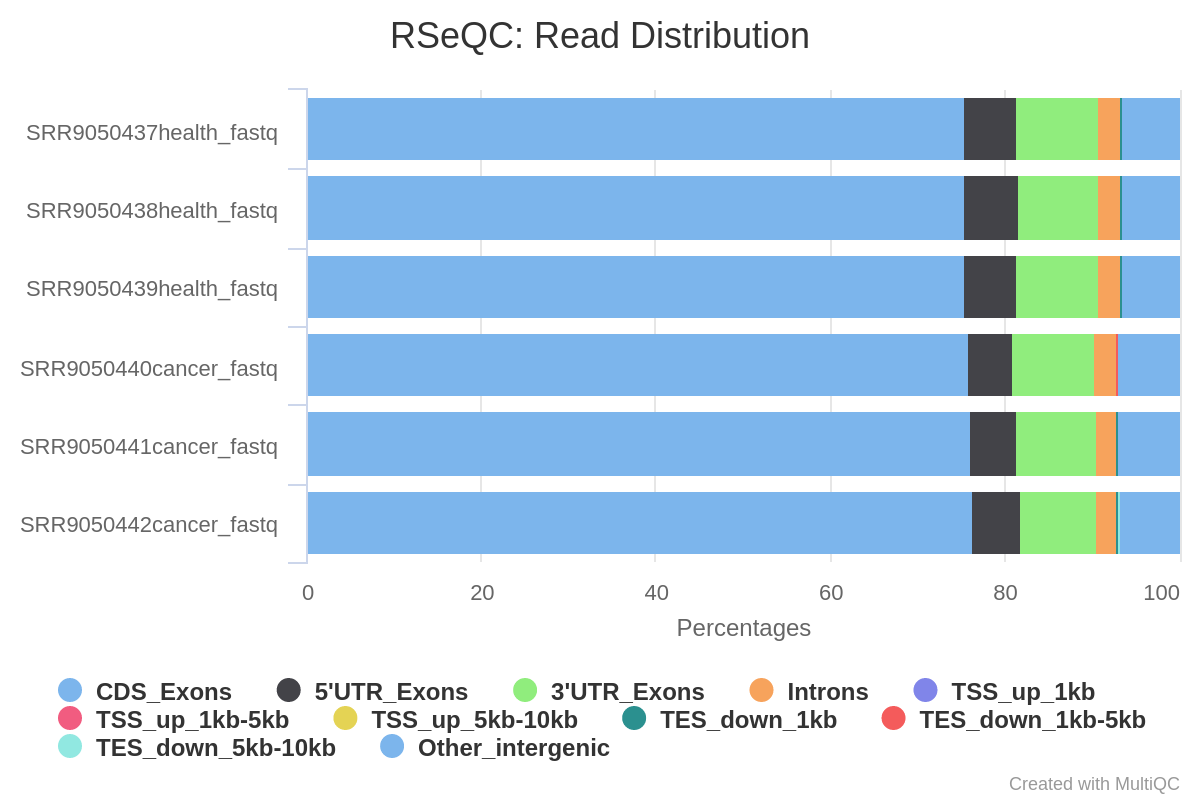 RSeQC: Read Distribution
SRR9050437health_fastq
SRR9050438health_fastq
SRR9050439health_fastq
SRR9050440cancer_fastq
SRR9050441cancer_fastq
SRR9050442cancer_fastq
0 20 40 60 80 100
Percentages
CDS_Exons 5'UTR_Exons 3'UTR_Exons Introns TSS_up_1kb
TSS_up_1kb-5kb TSS_up_5kb-10kb TES_down_1kb TES_down_1kb-5kb
TES_down_5kb-10kb Other_intergenic
Created with MultiQC